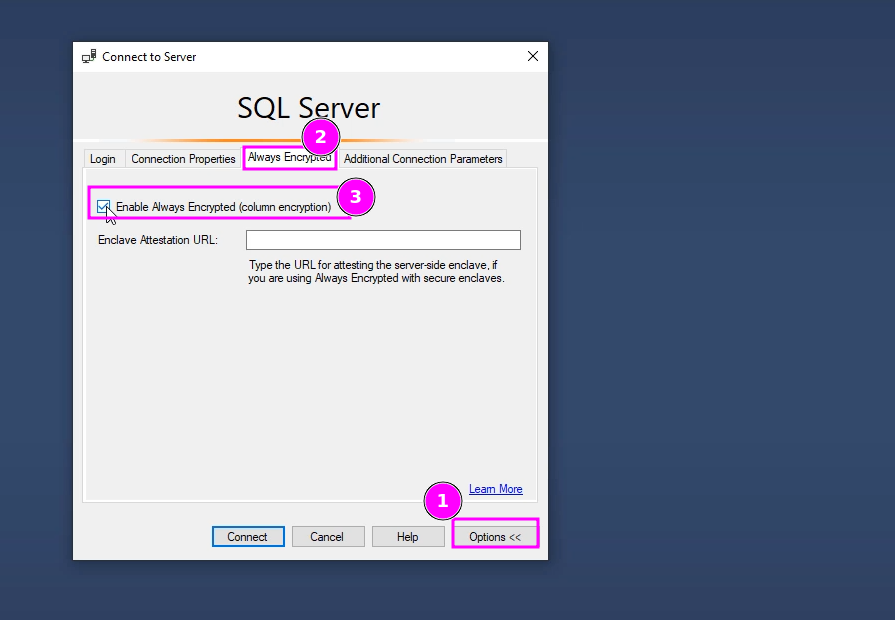 Connect to Server
SQL Server
2
Login Connection Properties Always Encrypted Additional Connection Parameters
3
Enable Always Encrypted (column encryption)
Enclave Attestation URL:
Type the URL for attesting the server-side enclave, if
you are using Always Encrypted with secure enclaves.
Learn More
1
Connect Cancel Help Options <<